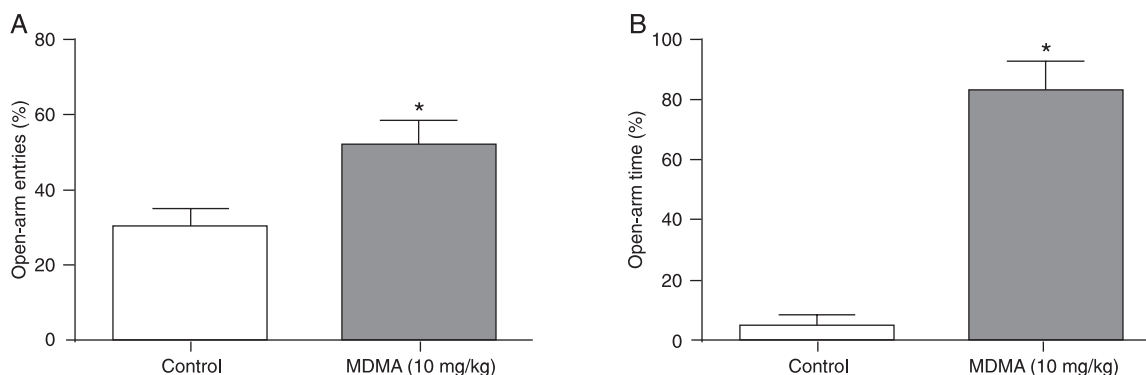 A
Open-arm entries (%)
80
60
40
20
0
*
Control
MDMA (10 mg/kg)
B
Open-arm time (%)
100
80
60
40
20
0
*
Control
MDMA (10 mg/kg)